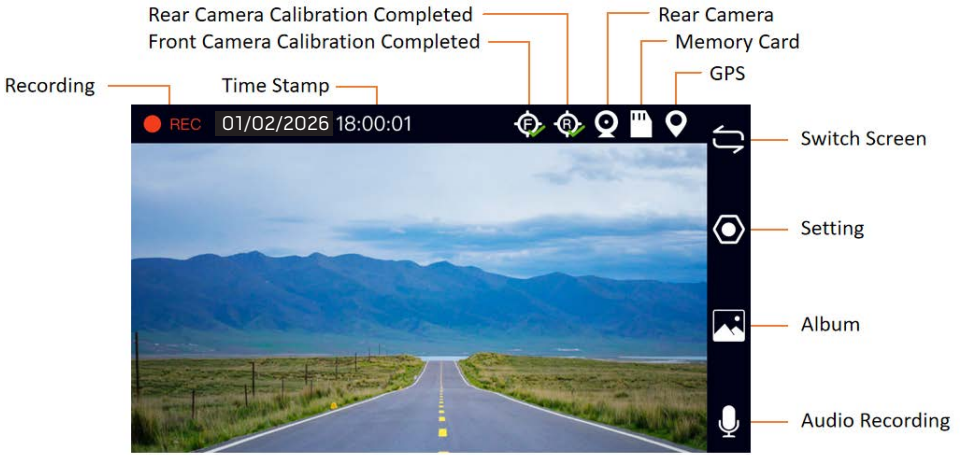 Rear Camera Calibration Completed
Rear Camera
Front Camera Calibration Completed
Memory Card
GPS
Recording
Time Stamp
REC 01/02/2026 18:00:01
F
R
Switch Screen
Setting
Album
Audio Recording